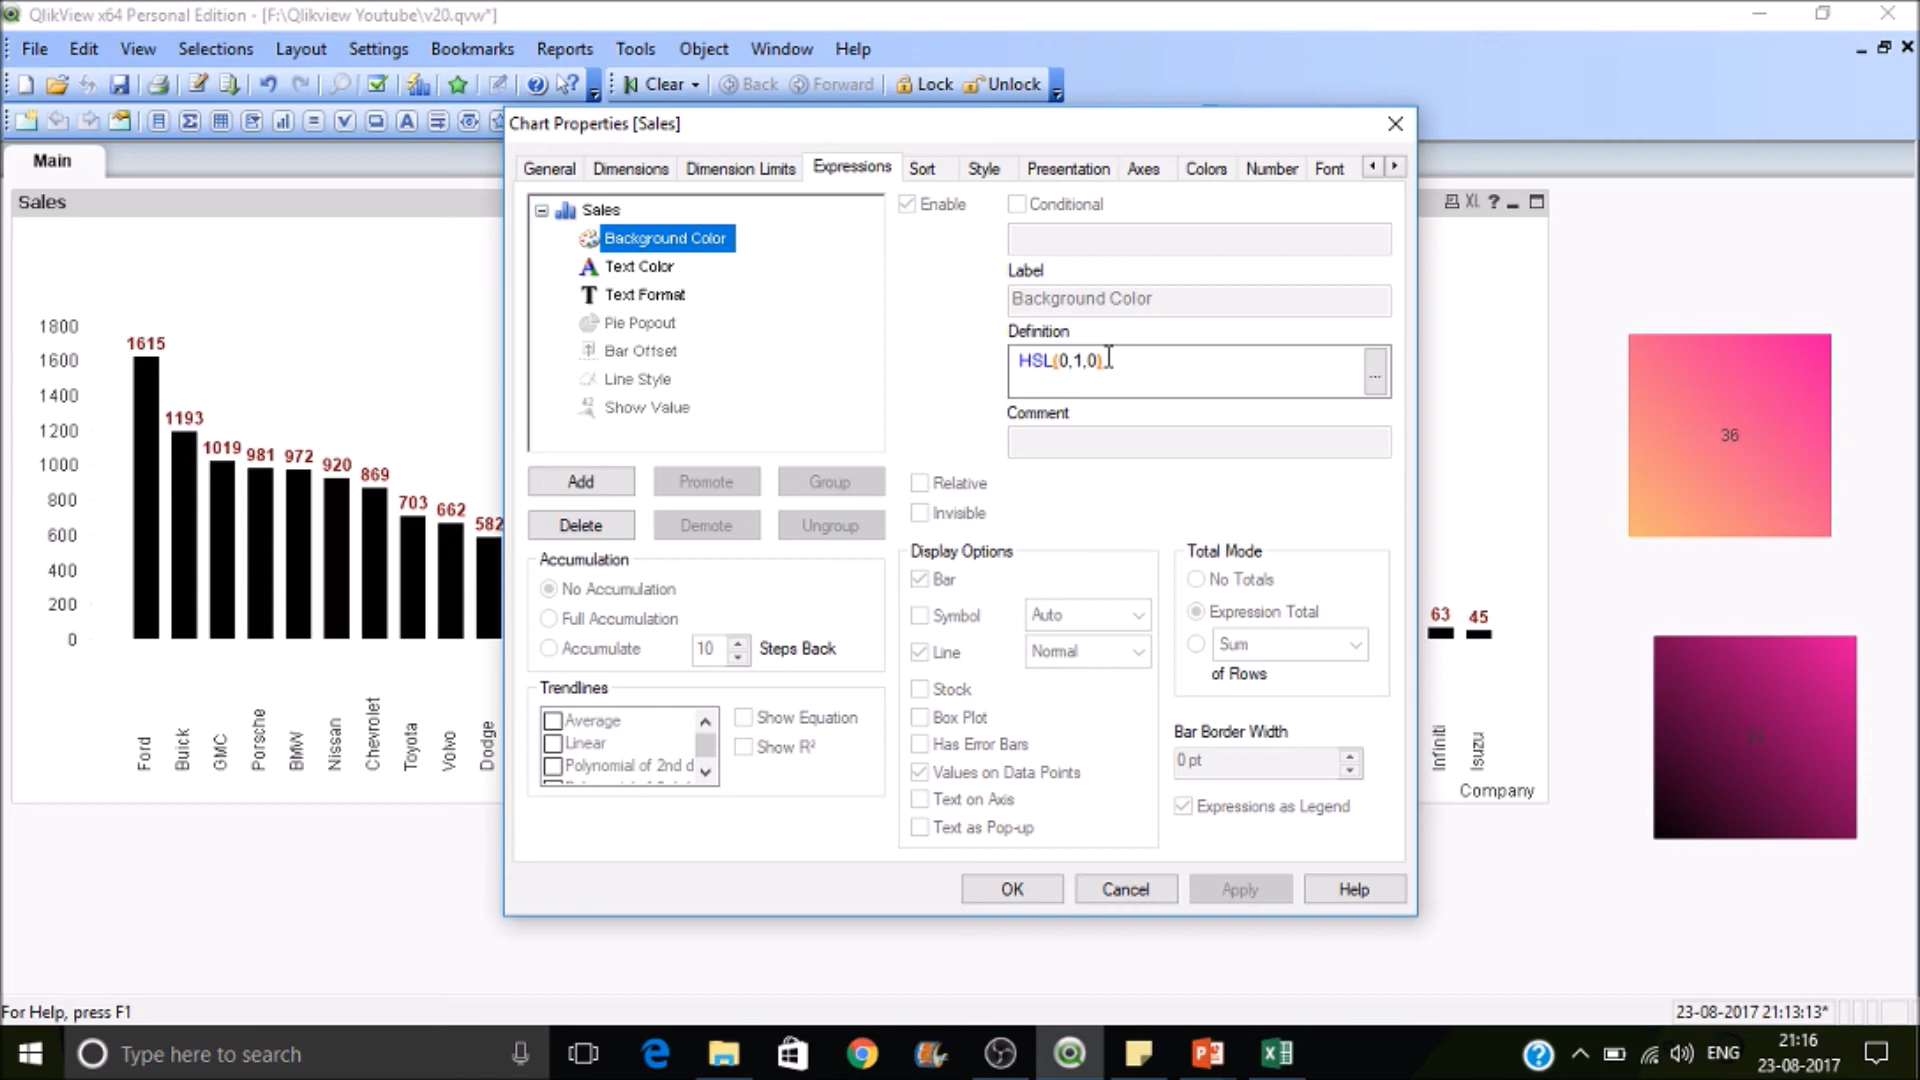 QlikView x64 Personal Edition - [F:\Qlikview Youtube\v20.qvw*]
File Edit View Selections Layout Settings Bookmarks Reports Tools Object Window Help
Clear Back Forward Lock Unlock
Main
Chart Properties [Sales]
General Dimensions Dimension Limits Expressions Sort Style Presentation Axes Colors Number Font
Sales
XL ?
Sales
Background Color
Text Color
Text Format
Pie Popout
Bar Offset
Line Style
Show Value
Enable Conditional
Label
Background Color
Definition
HSL(0,1,0)
...
Comment
Add Promote Group
Delete Demote Ungroup
Relative
Invisible
Accumulation
No Accumulation
Full Accumulation
Accumulate 10 Steps Back
Trendlines
Average
Linear
Polynomial of 2nd d
Show Equation
Show R²
Display Options
Bar
Symbol Auto
Line Normal
Stock
Box Plot
Has Error Bars
Values on Data Points
Text on Axis
Text as Pop-up
Total Mode
No Totals
Expression Total
Sum
of Rows
Bar Border Width
0 pt
Expressions as Legend
OK Cancel Apply Help
1800
1600
1400
1200
1000
800
600
400
200
0
1615
1193
1019
981
972
920
869
703
662
582
63
45
Ford
Buick
GMC
Porsche
BMW
Nissan
Chevrolet
Toyota
Volvo
Dodge
Infiniti
Isuzu
Company
36
For Help, press F1
23-08-2017 21:13:13*
Type here to search
ENG
21:16
23-08-2017